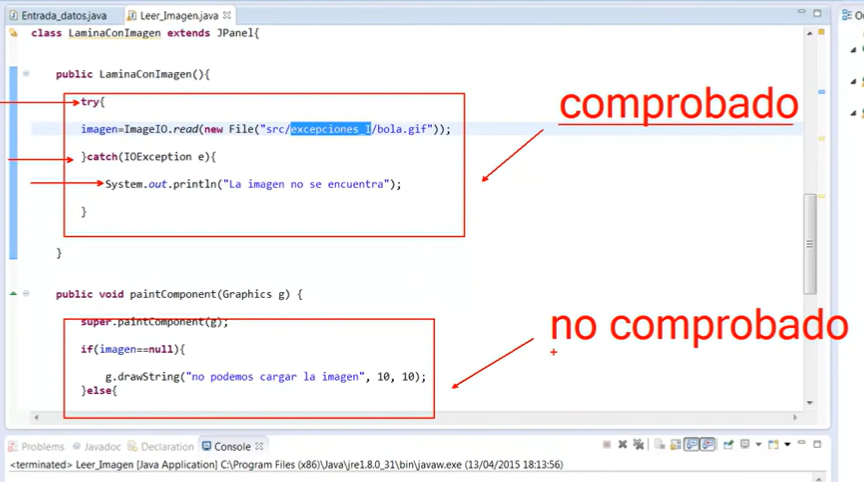 Entrada_datos.java
Leer_Imagen.java
class LaminaConImagen extends JPanel{
public LaminaConImagen(){
try{
imagen=ImageIO.read(new File("src/excepciones_I/bola.gif"));
}catch(IOException e){
System.out.println("La imagen no se encuentra");
}
}
comprobado
public void paintComponent(Graphics g) {
super.paintComponent(g);
if(imagen==null){
g.drawString("no podemos cargar la imagen", 10, 10);
}else{
no comprobado
Problems
Javadoc
Declaration
Console
<terminated> Leer_Imagen [Java Application] C:\Program Files (x86)\Java\jre1.8.0_31\bin\javaw.exe (13/04/2015 18:13:56)